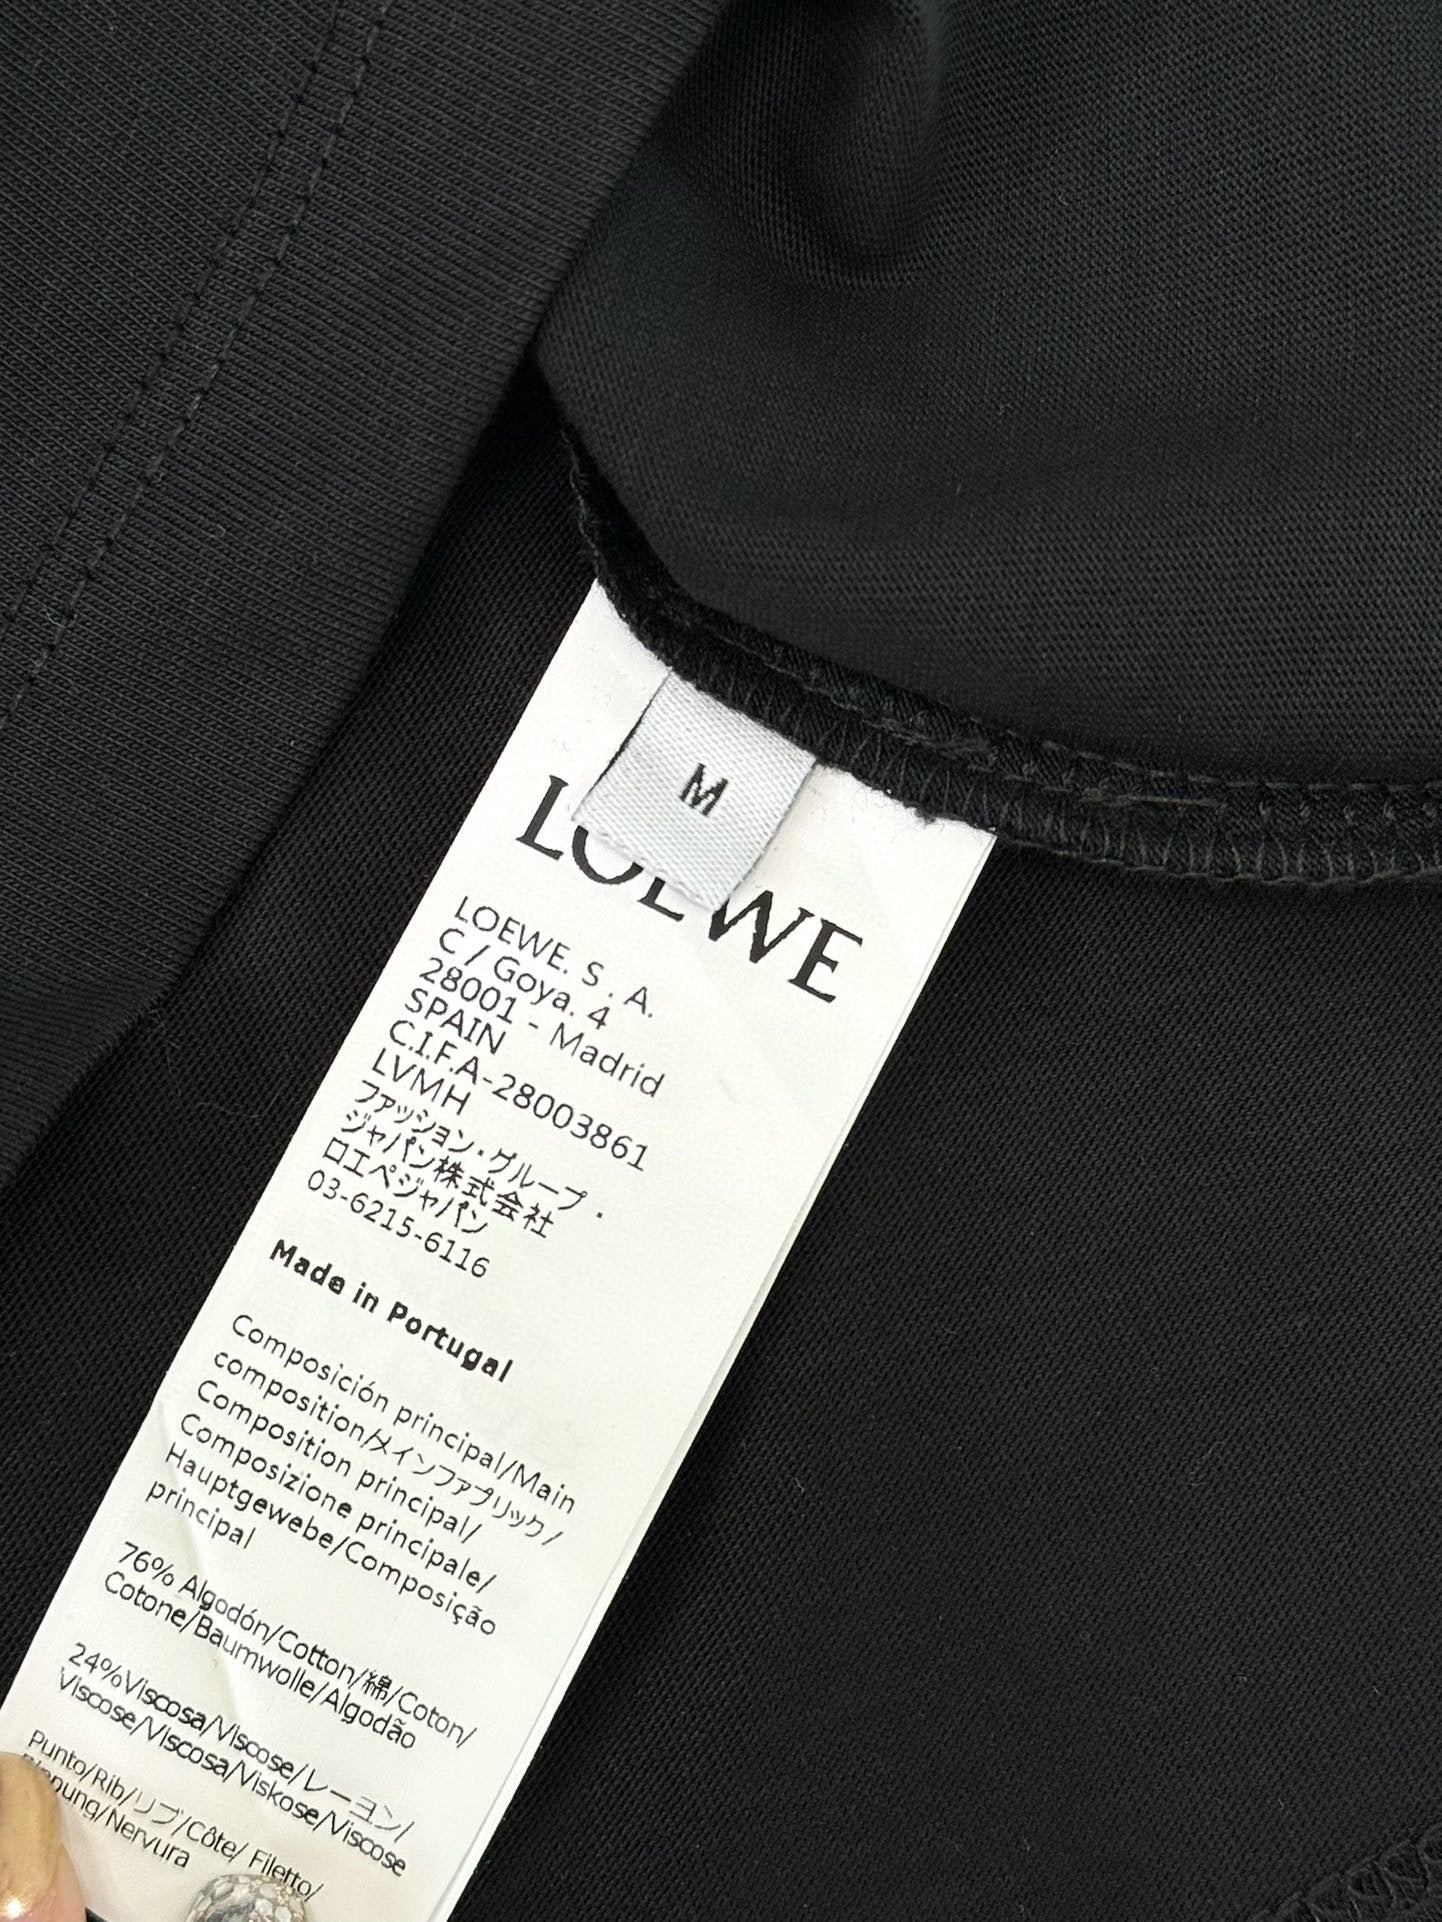 M
LOEWE
LOEWE. S. A.
C / Goya. 4
28001 - Madrid
SPAIN
C.I.F.A-28003861
LVMH
ファッション・グループ・
ジャパン株式会社
ロエペジャパン
03-6215-6116
Made in Portugal
Composición principal/Main
composition/メインファブリック/
Composition principal/
Composizione principale/
Hauptgewebe/Composição
principal
76% Algodón/Cotton/綿/Coton/
Cotone/Baumwolle/Algodão
24%Viscosa/Viscose/レーヨン/
Viscose/Viscosa/Viskose/Viscose
Punto/Rib/リブ/Côte/ Filetto/
/Nervura